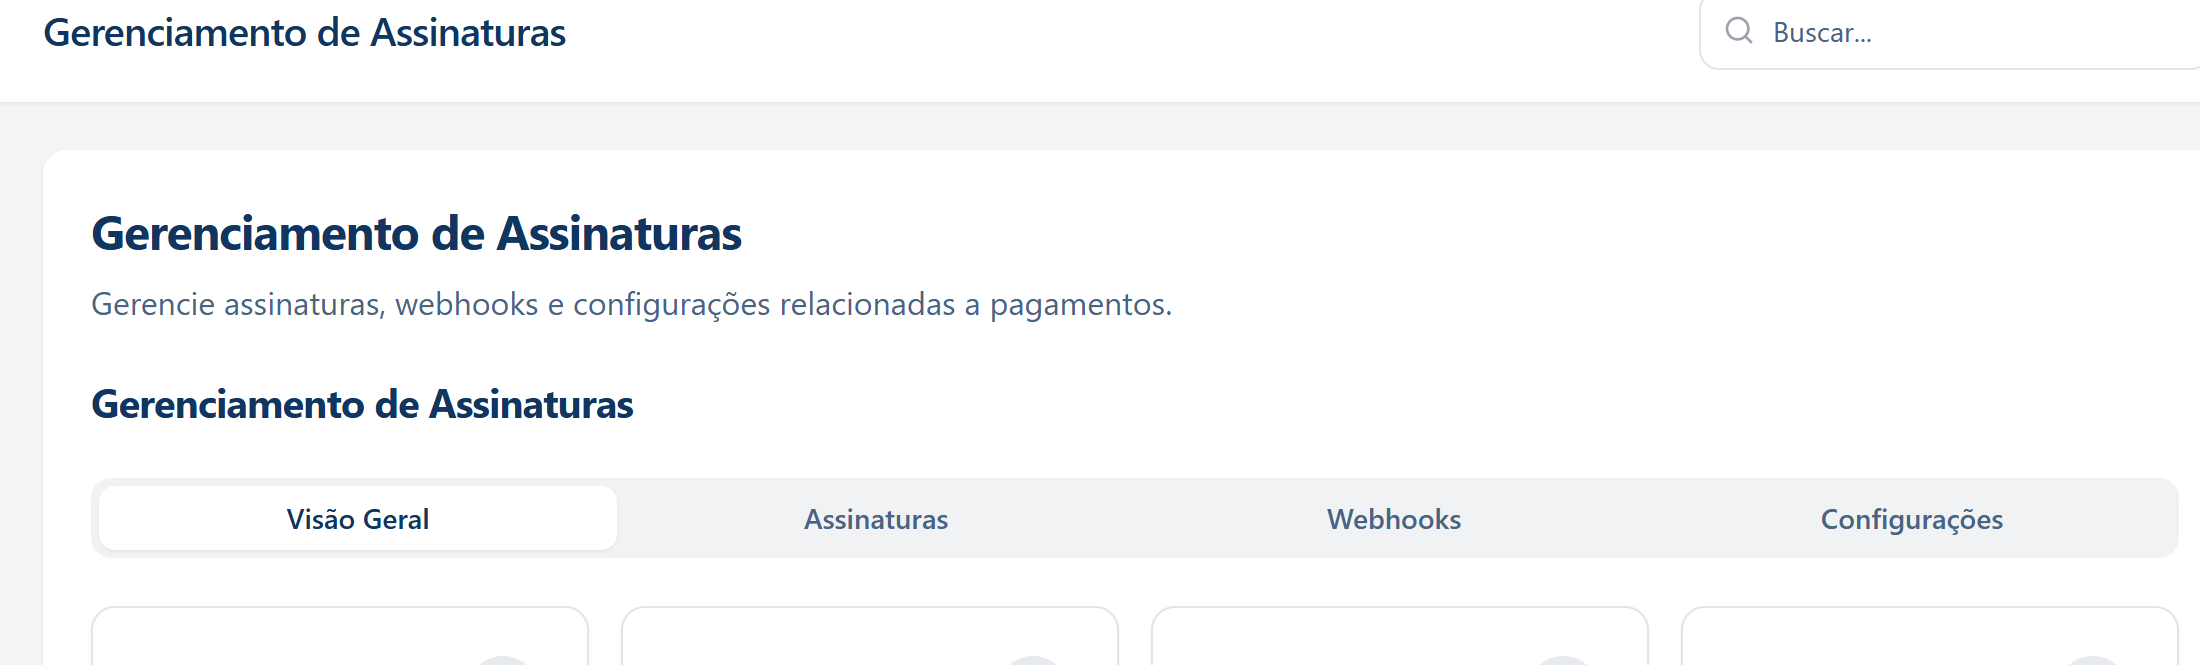 Gerenciamento de Assinaturas
Buscar...
Gerenciamento de Assinaturas
Gerencie assinaturas, webhooks e configurações relacionadas a pagamentos.
Gerenciamento de Assinaturas
Visão Geral
Assinaturas
Webhooks
Configurações